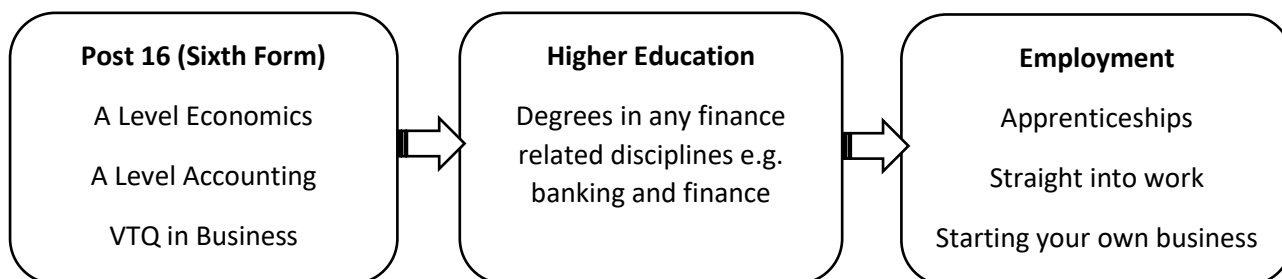 Post 16 (Sixth Form)
A Level Economics
A Level Accounting
VTQ in Business
Higher Education
Degrees in any finance
related disciplines e.g.
banking and finance
Employment
Apprenticeships
Straight into work
Starting your own business